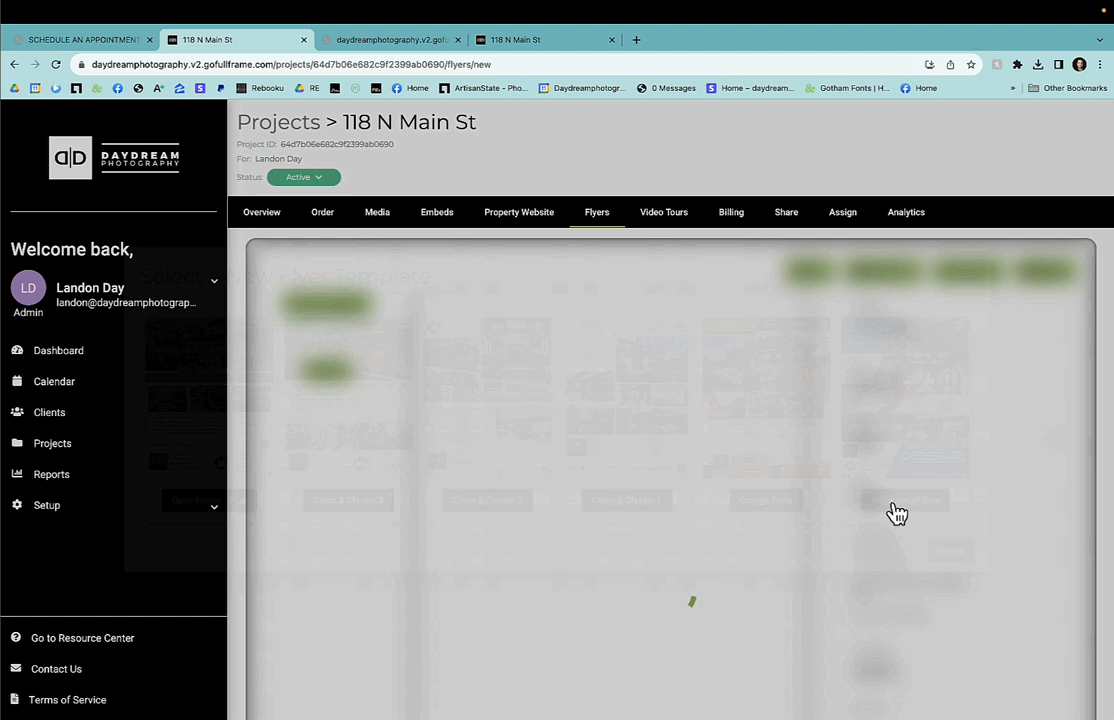 SCHEDULE AN APPOINTMENT
118 N Main St
daydreamphotography.v2.gofu
118 N Main St
daydreamphotography.v2.gofullframe.com/projects/64d7b06e682c9f2399ab0690/flyers/new
Rebooku
RE
Home
ArtisanState - Pho...
Daydreamphotogr...
0 Messages
Home – daydream...
Gotham Fonts | H...
Home
»
Other Bookmarks
D|D DAYDREAM
PHOTOGRAPHY
Projects > 118 N Main St
Project ID: 64d7b06e682c9f2399ab0690
For: Landon Day
Status: Active
Overview
Order
Media
Embeds
Property Website
Flyers
Video Tours
Billing
Share
Assign
Analytics
Welcome back,
LD
Landon Day
landon@daydreamphotograp...
Admin
Select a New Flyer Template
Dashboard
Calendar
Clients
Projects
Reports
Setup
Go to Resource Center
Contact Us
Terms of Service